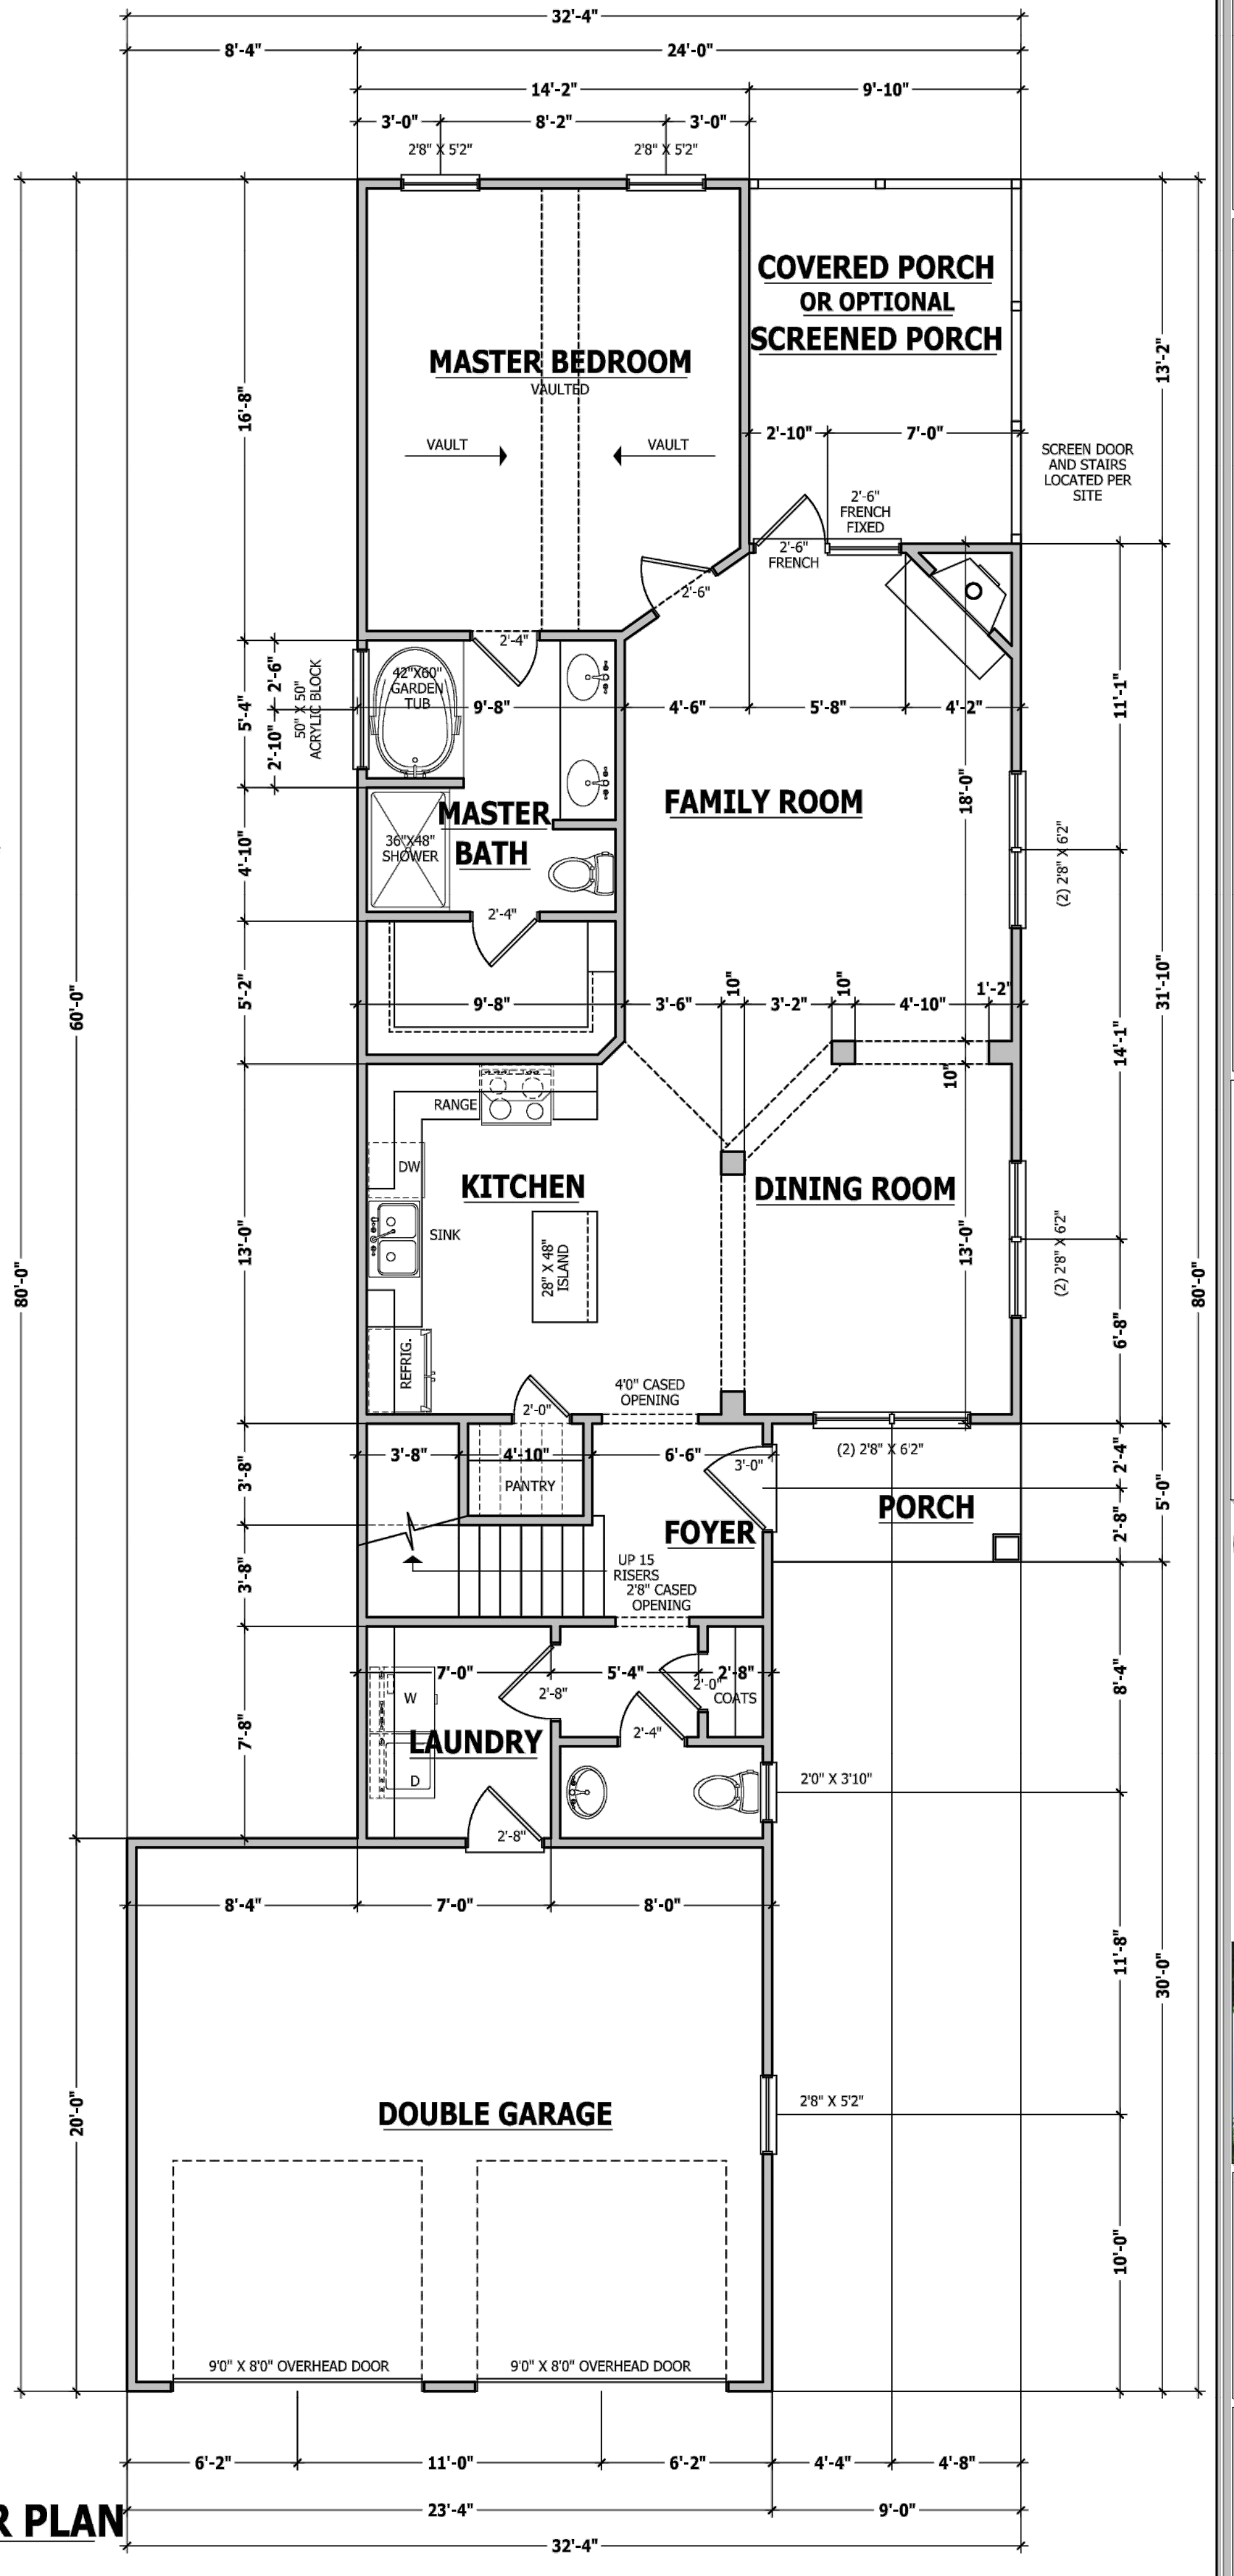 32'-4"
8'-4" 24'-0"
14'-2" 9'-10"
3'-0" 8'-2" 3'-0"
2'8" X 5'2" 2'8" X 5'2"
COVERED PORCH
OR OPTIONAL
SCREENED PORCH
MASTER BEDROOM
VAULTED
VAULT VAULT
16'-8"
13'-2"
2'-10" 7'-0"
SCREEN DOOR
AND STAIRS
LOCATED PER
SITE
2'-6"
FRENCH
FIXED
2'-6"
FRENCH
2'-6"
2'-4"
42"X60"
GARDEN
TUB
50" X 50"
ACRYLIC BLOCK
2'-6"
5'-4"
2'-10"
9'-8" 4'-6" 5'-8" 4'-2"
11'-1"
18'-0"
FAMILY ROOM
MASTER
BATH
36"X48"
SHOWER
4'-10"
(2) 2'8" X 6'2"
2'-4"
5'-2"
60'-0"
31'-10"
9'-8" 3'-6" 10" 3'-2" 10" 4'-10" 1'-2"
14'-1"
10"
RANGE
DW
KITCHEN
DINING ROOM
SINK
28" X 48"
ISLAND
13'-0"
13'-0"
(2) 2'8" X 6'2"
80'-0"
80'-0"
6'-8"
REFRIG.
4'0" CASED
OPENING
2'-0"
(2) 2'8" X 6'2"
3'-8" 4'-10" 6'-6"
3'-0"
2'-4"
3'-8"
PANTRY
5'-0"
PORCH
2'-8"
FOYER
UP 15
RISERS
3'-8"
2'8" CASED
OPENING
7'-0" 5'-4" 2'-8"
8'-4"
2'-0"
COATS
2'-8"
W
2'-4"
LAUNDRY
7'-8"
D
2'0" X 3'10"
2'-8"
8'-4" 7'-0" 8'-0"
11'-8"
30'-0"
20'-0"
2'8" X 5'2"
DOUBLE GARAGE
10'-0"
9'0" X 8'0" OVERHEAD DOOR 9'0" X 8'0" OVERHEAD DOOR
6'-2" 11'-0" 6'-2" 4'-4" 4'-8"
23'-4" 9'-0"
R PLAN
32'-4"